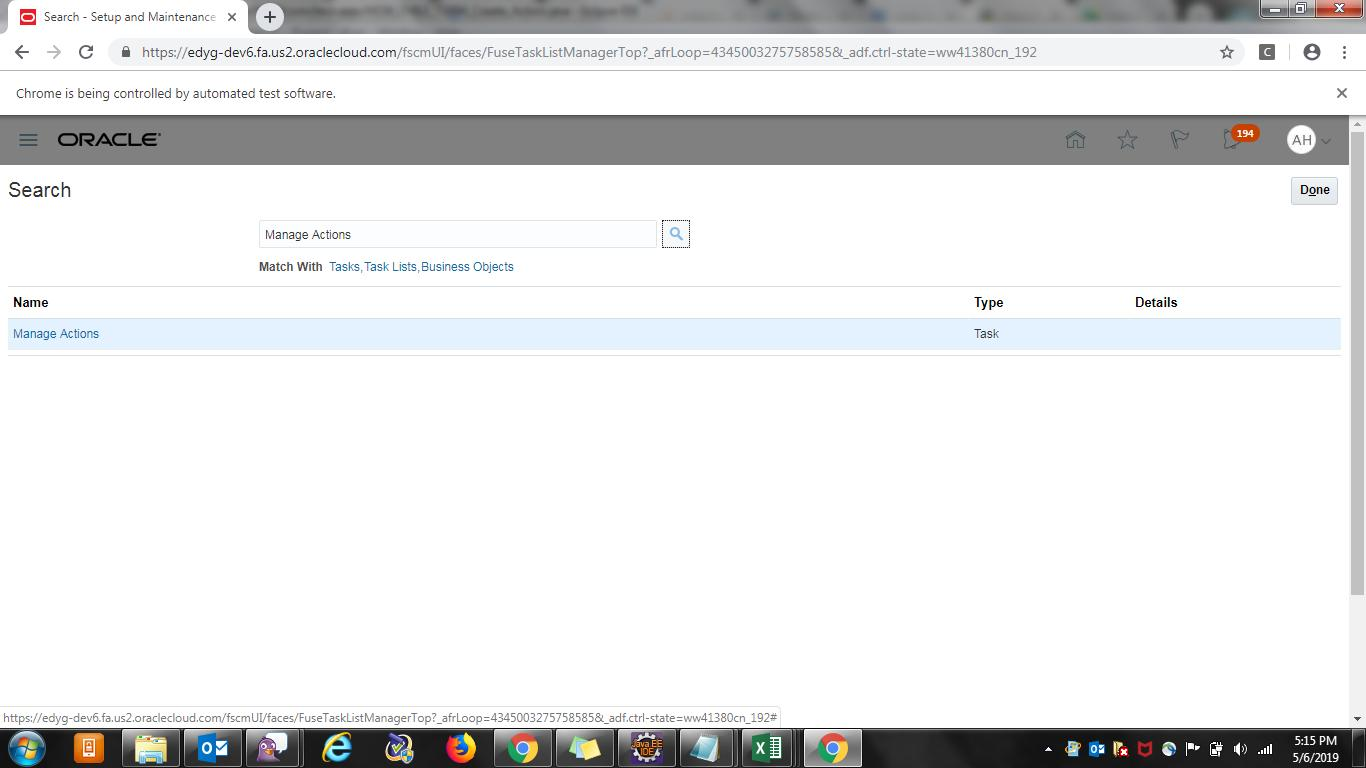 Search - Setup and Maintenance
https://edyg-dev6.fa.us2.oraclecloud.com/fscmUI/faces/FuseTaskListManagerTop?_afrLoop=4345003275758585&_adf.ctrl-state=ww41380cn_192
C
Chrome is being controlled by automated test software.
ORACLE
194
AH
Search
Done
Manage Actions
Match With Tasks, Task Lists, Business Objects
Name Type Details
Manage Actions Task
https://edyg-dev6.fa.us2.oraclecloud.com/fscmUI/faces/FuseTaskListManagerTop?_afrLoop=4345003275758585&_adf.ctrl-state=ww41380cn_192#
Java EE
IDE
5:15 PM
5/6/2019